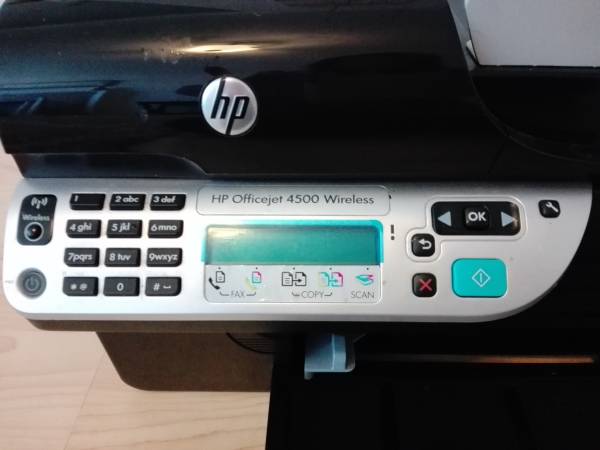 hp
HP Officejet 4500 Wireless
Wireless
1 2 abc 3 def
4 ghi 5 jkl 6 mno
7pqrs 8 tuv 9wxyz
* @ 0 # ⎵
OK
!
FAX COPY SCAN